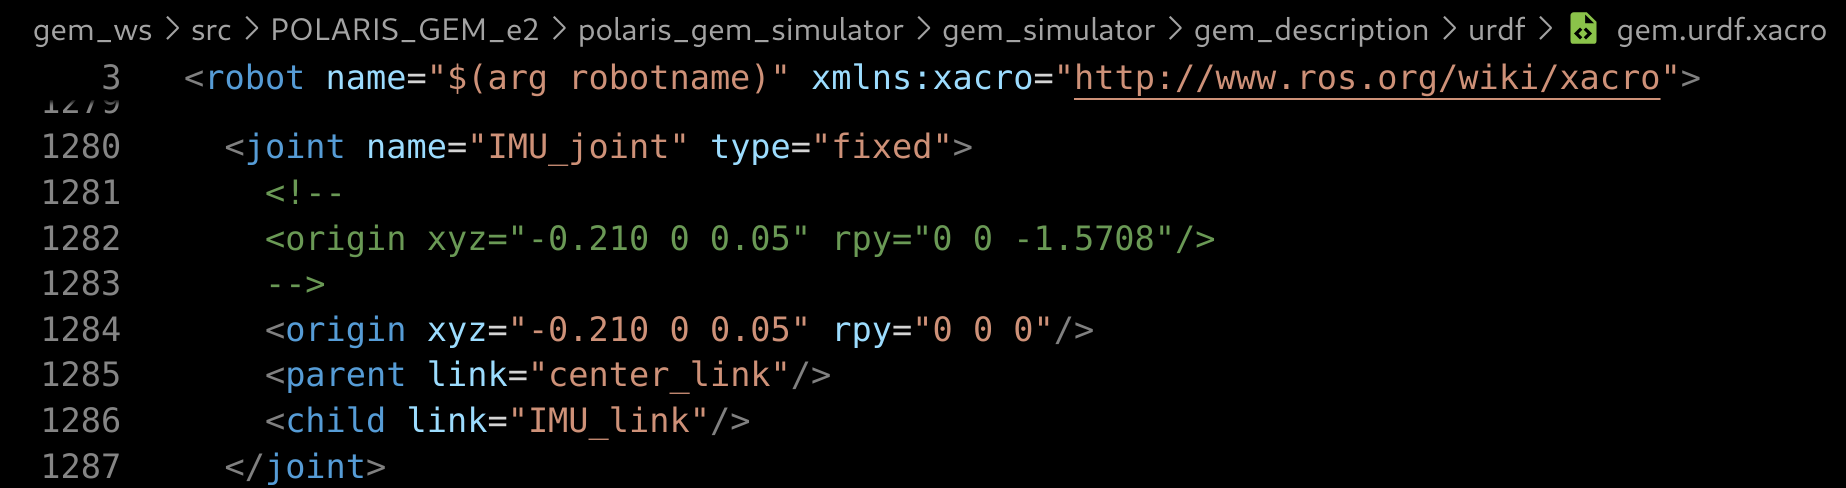 gem_ws > src > POLARIS_GEM_e2 > polaris_gem_simulator > gem_simulator > gem_description > urdf > gem.urdf.xacro
3 <robot name="$(arg robotname)" xmlns:xacro="http://www.ros.org/wiki/xacro">
1279
1280 <joint name="IMU_joint" type="fixed">
1281 <!--
1282 <origin xyz="-0.210 0 0.05" rpy="0 0 -1.5708"/>
1283 -->
1284 <origin xyz="-0.210 0 0.05" rpy="0 0 0"/>
1285 <parent link="center_link"/>
1286 <child link="IMU_link"/>
1287 </joint>